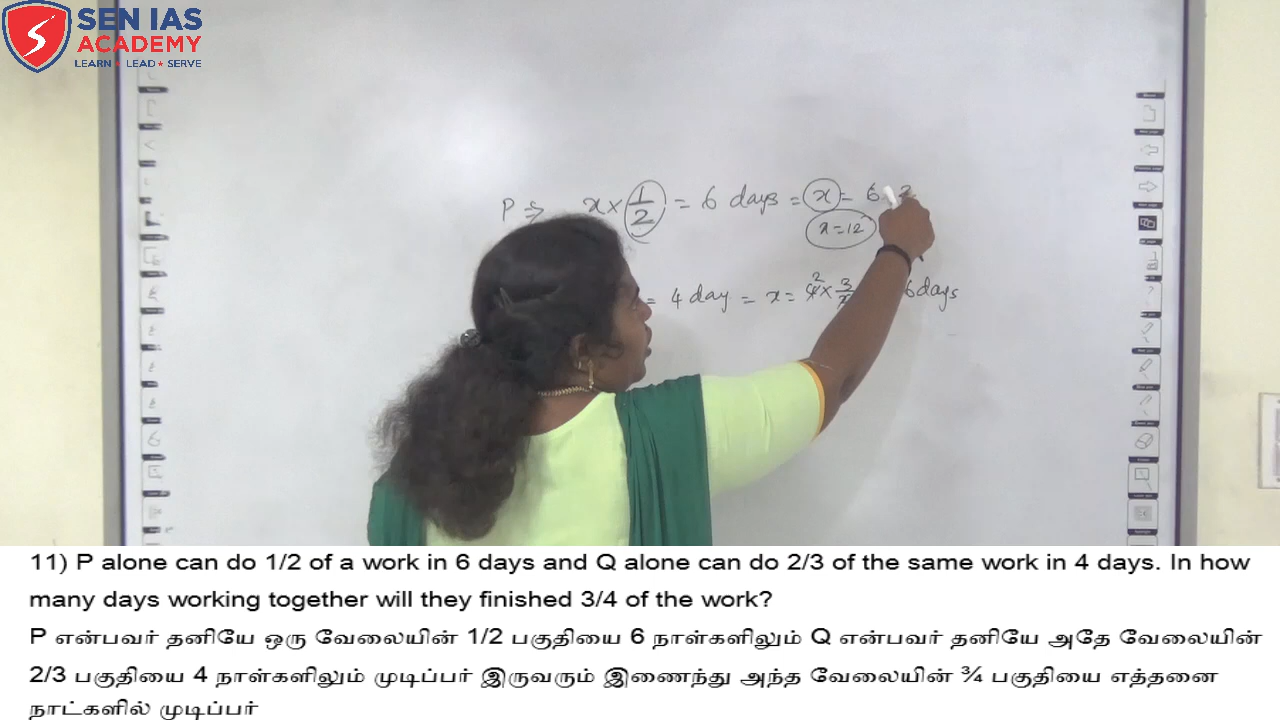 SEN IAS
ACADEMY
LEARN ★ LEAD ★ SERVE
P ⇒ x × 1/2 = 6 days = x = 6
x = 12
= 4 day = x = 4² × 3/2 6 days
11) P alone can do 1/2 of a work in 6 days and Q alone can do 2/3 of the same work in 4 days. In how
many days working together will they finished 3/4 of the work?
P என்பவர் தனியே ஒரு வேலையின் 1/2 பகுதியை 6 நாள்களிலும் Q என்பவர் தனியே அதே வேலையின்
2/3 பகுதியை 4 நாள்களிலும் முடிப்பர் இருவரும் இணைந்து அந்த வேலையின் ¾ பகுதியை எத்தனை
நாட்களில் முடிப்பர்